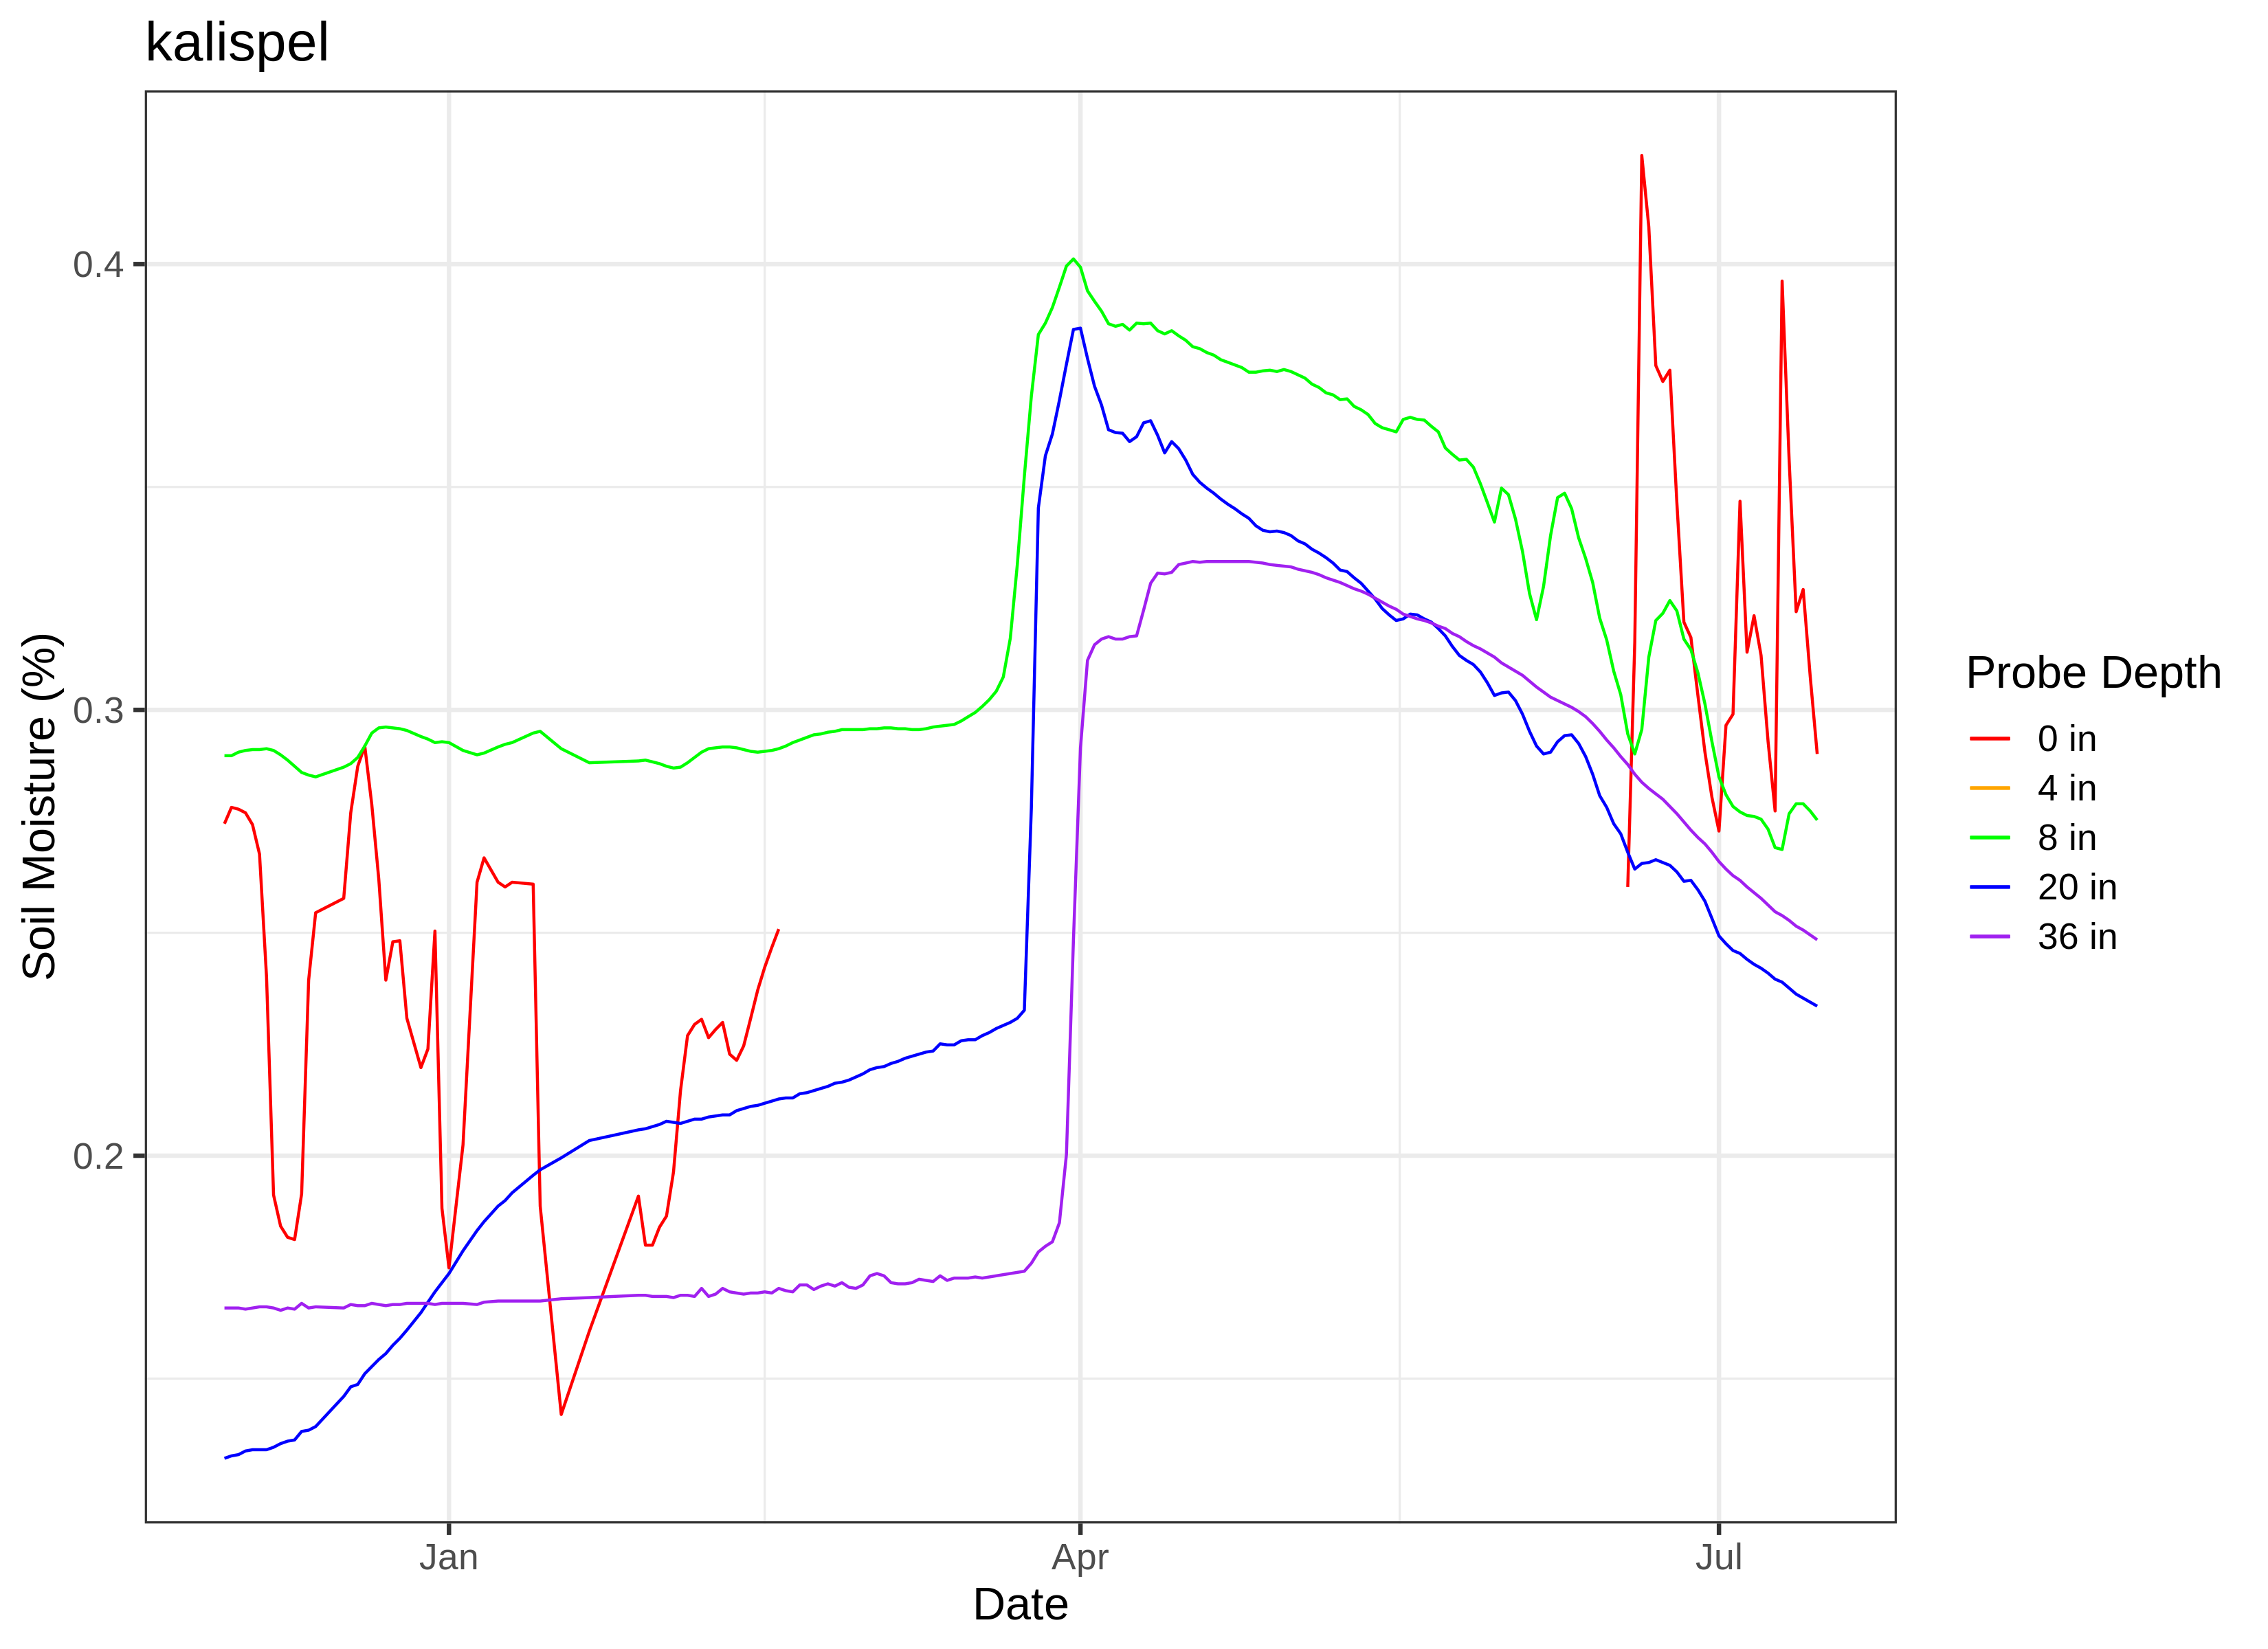 kalispel
Soil Moisture (%)
0.4
0.3
0.2
Jan
Apr
Jul
Date
Probe Depth
0 in
4 in
8 in
20 in
36 in